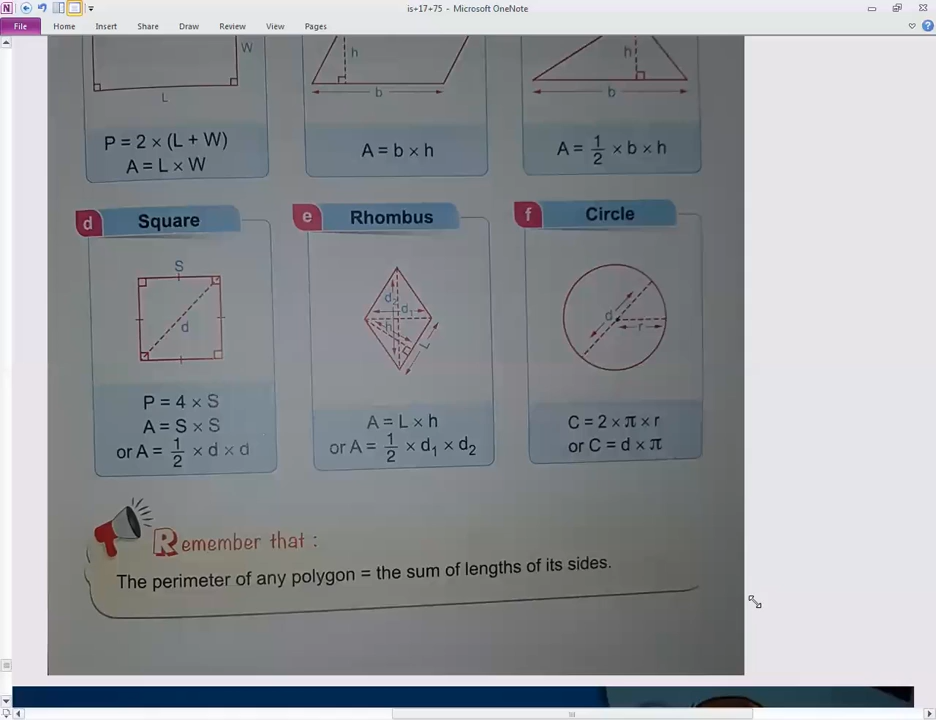 is+17+75 - Microsoft OneNote
File Home Insert Share Draw Review View Pages
W
L
h
b
h
b
P = 2 × (L + W)
A = L × W
A = b × h
A = 1/2 × b × h
d Square
e Rhombus
f Circle
S
d
d2
d1
h
L
d
r
P = 4 × S
A = S × S
or A = 1/2 × d × d
A = L × h
or A = 1/2 × d1 × d2
C = 2 × π × r
or C = d × π
Remember that :
The perimeter of any polygon = the sum of lengths of its sides.